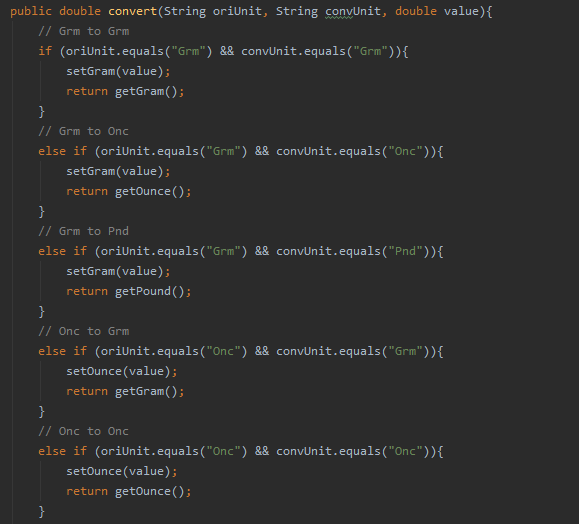 public double convert(String oriUnit, String convUnit, double value){
// Grm to Grm
if (oriUnit.equals("Grm") && convUnit.equals("Grm")){
setGram(value);
return getGram();
}
// Grm to Onc
else if (oriUnit.equals("Grm") && convUnit.equals("Onc")){
setGram(value);
return getOunce();
}
// Grm to Pnd
else if (oriUnit.equals("Grm") && convUnit.equals("Pnd")){
setGram(value);
return getPound();
}
// Onc to Grm
else if (oriUnit.equals("Onc") && convUnit.equals("Grm")){
setOunce(value);
return getGram();
}
// Onc to Onc
else if (oriUnit.equals("Onc") && convUnit.equals("Onc")){
setOunce(value);
return getOunce();
}